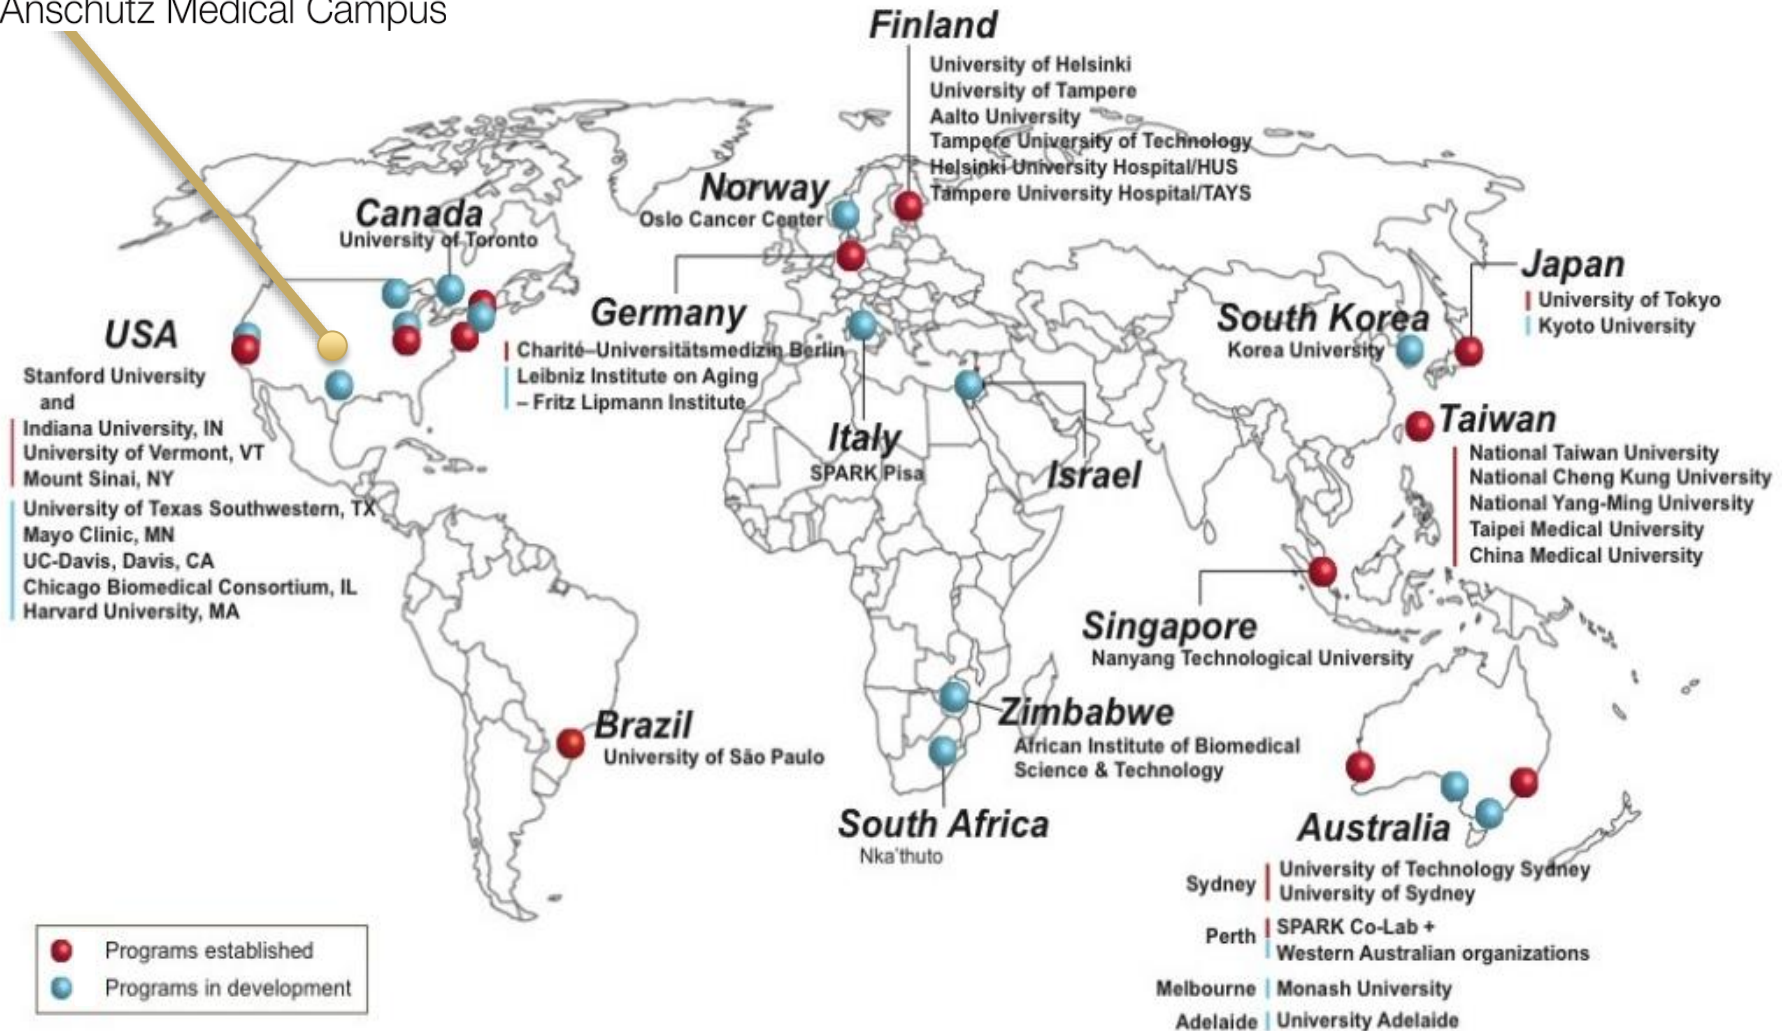 Anschutz Medical Campus
Finland
University of Helsinki
University of Tampere
Aalto University
Tampere University of Technology
Helsinki University Hospital/HUS
Tampere University Hospital/TAYS
Norway
Oslo Cancer Center
Canada
University of Toronto
Germany
Charité–Universitätsmedizin Berlin
Leibniz Institute on Aging
– Fritz Lipmann Institute
USA
Stanford University
and
Indiana University, IN
University of Vermont, VT
Mount Sinai, NY
University of Texas Southwestern, TX
Mayo Clinic, MN
UC-Davis, Davis, CA
Chicago Biomedical Consortium, IL
Harvard University, MA
Italy
SPARK Pisa
Israel
Japan
University of Tokyo
Kyoto University
South Korea
Korea University
Taiwan
National Taiwan University
National Cheng Kung University
National Yang-Ming University
Taipei Medical University
China Medical University
Singapore
Nanyang Technological University
Brazil
University of São Paulo
Zimbabwe
African Institute of Biomedical
Science & Technology
South Africa
Nka'thuto
Australia
Sydney
University of Technology Sydney
University of Sydney
Perth
SPARK Co-Lab +
Western Australian organizations
Melbourne
Monash University
Adelaide
University Adelaide
Programs established
Programs in development